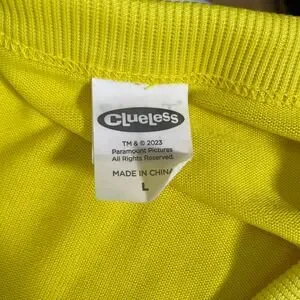 CLUELESS
TM & © 2023
Paramount Pictures
All Rights Reserved.
MADE IN CHINA
L